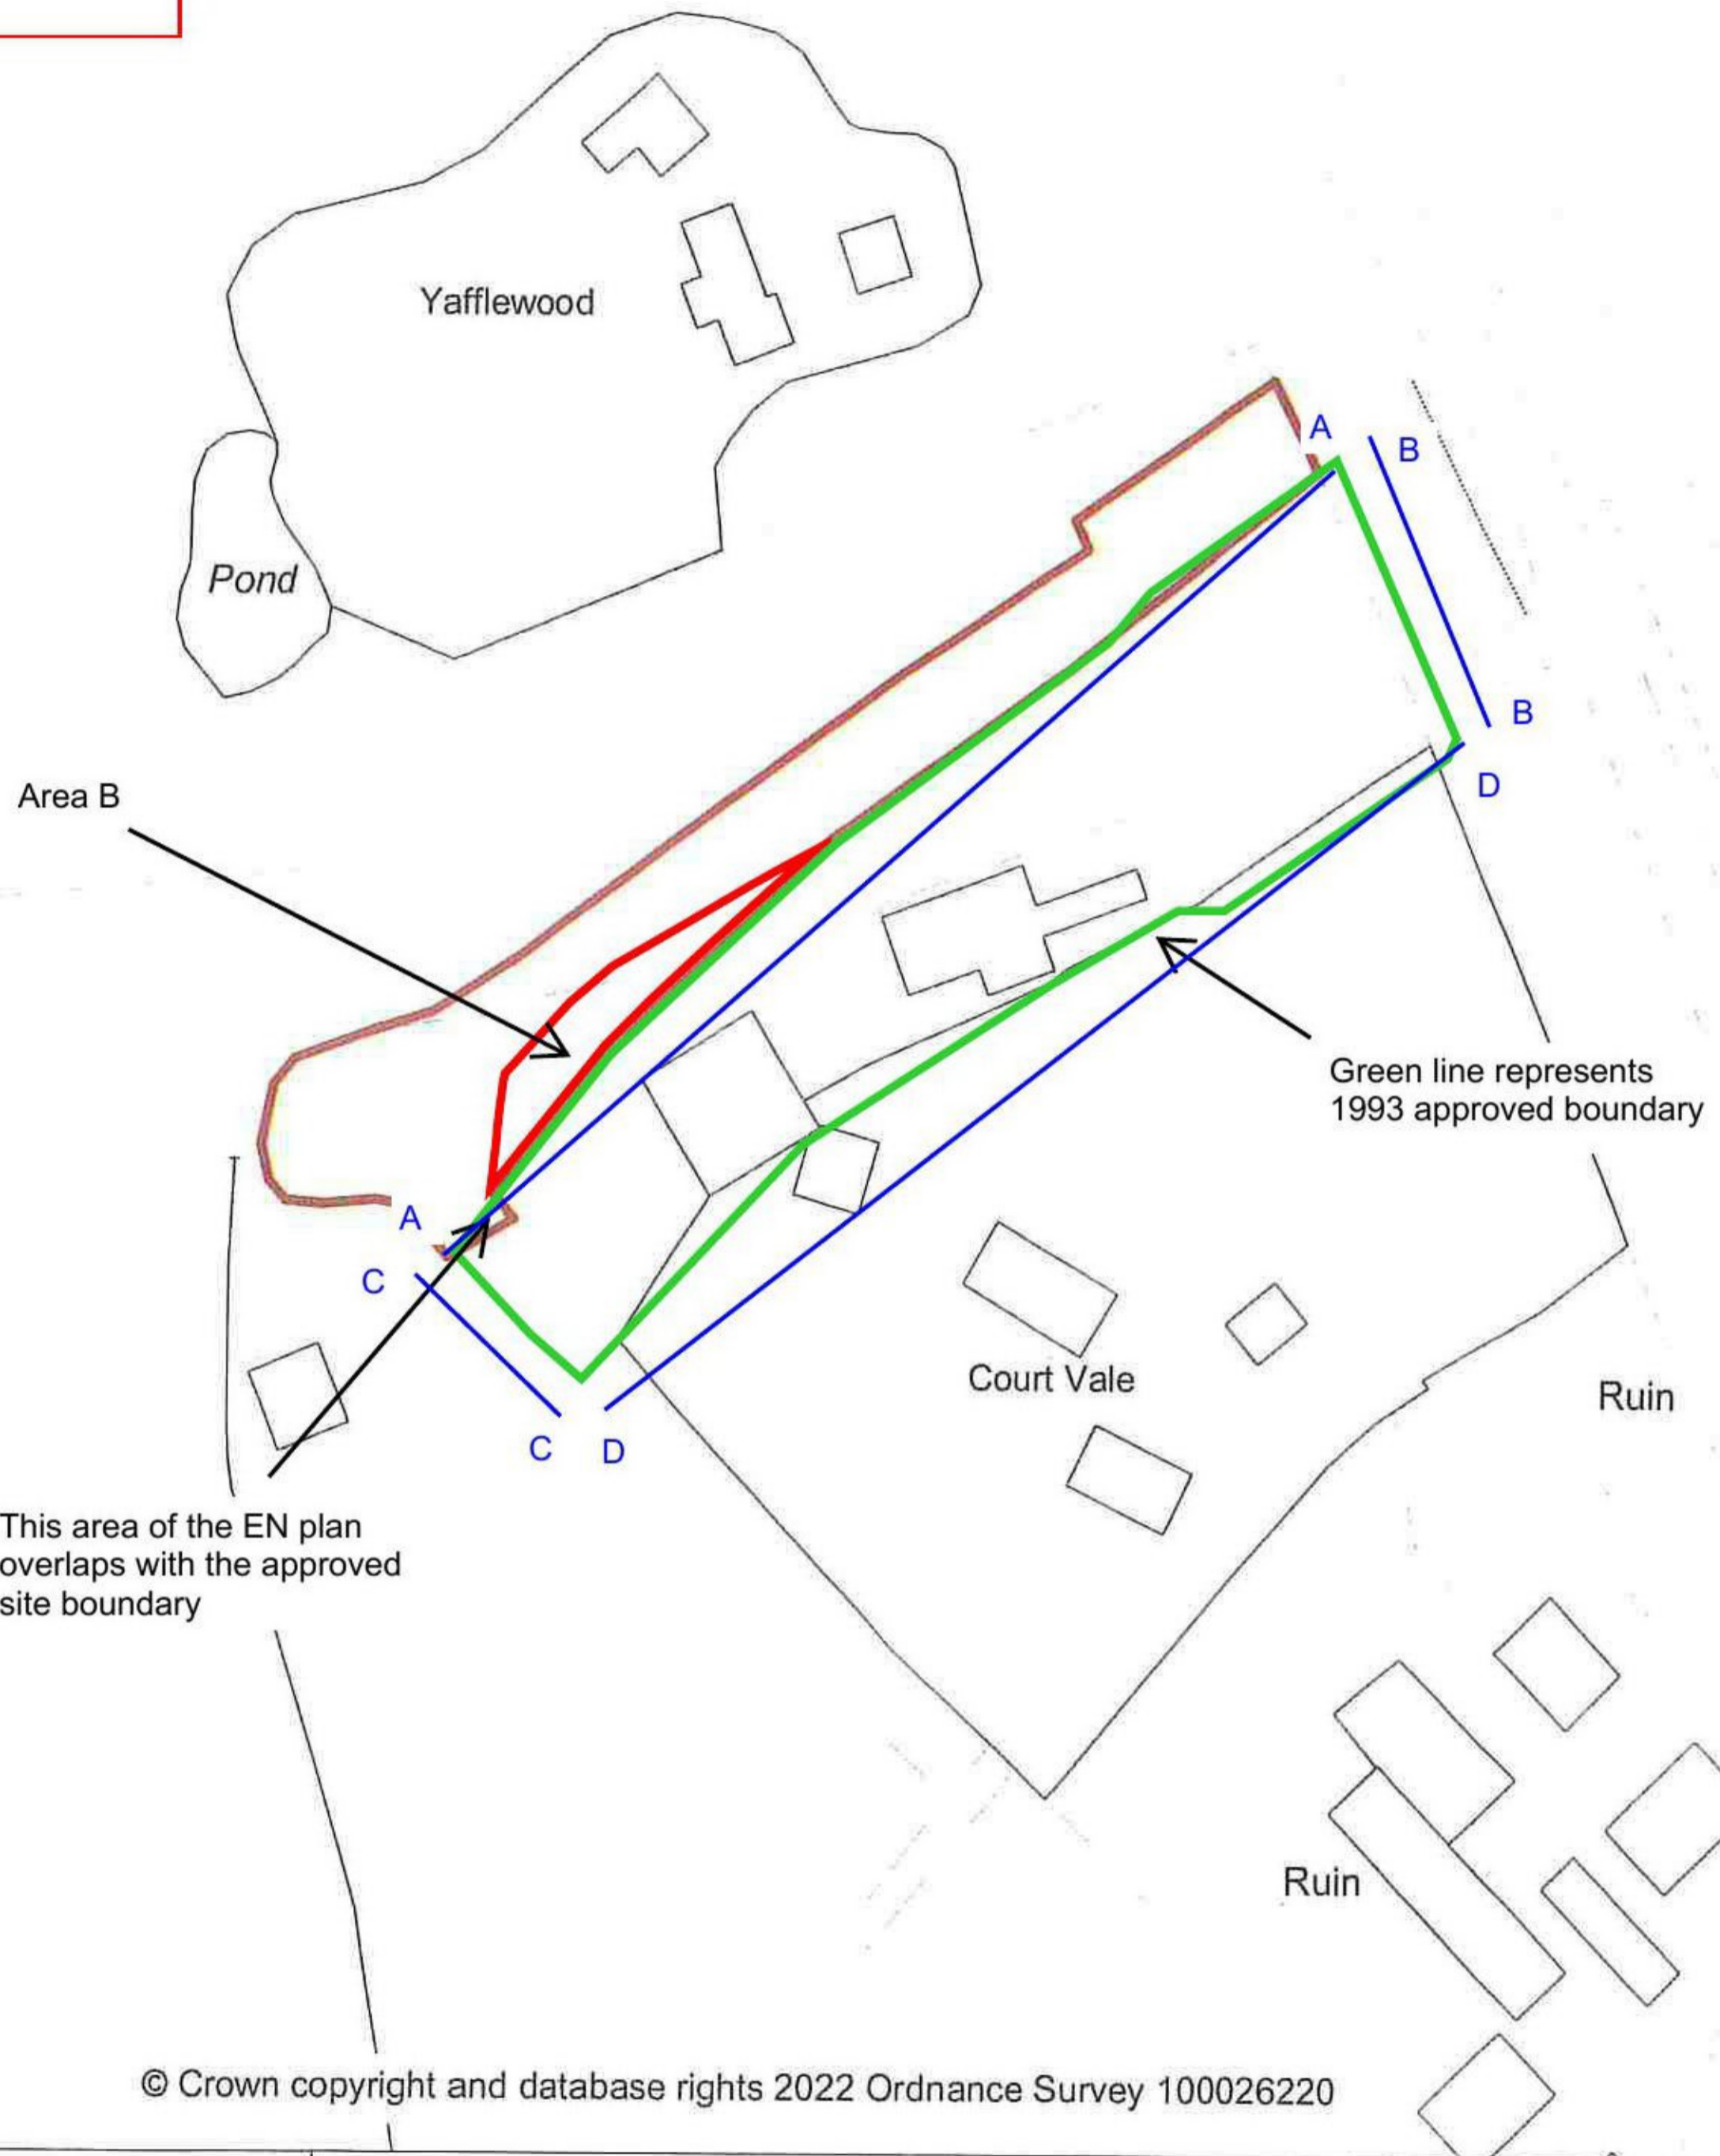 Yafflewood
A
B
Pond
B
D
Area B
Green line represents
1993 approved boundary
A
C
Court Vale
Ruin
C
D
This area of the EN plan
overlaps with the approved
site boundary
Ruin
© Crown copyright and database rights 2022 Ordnance Survey 100026220